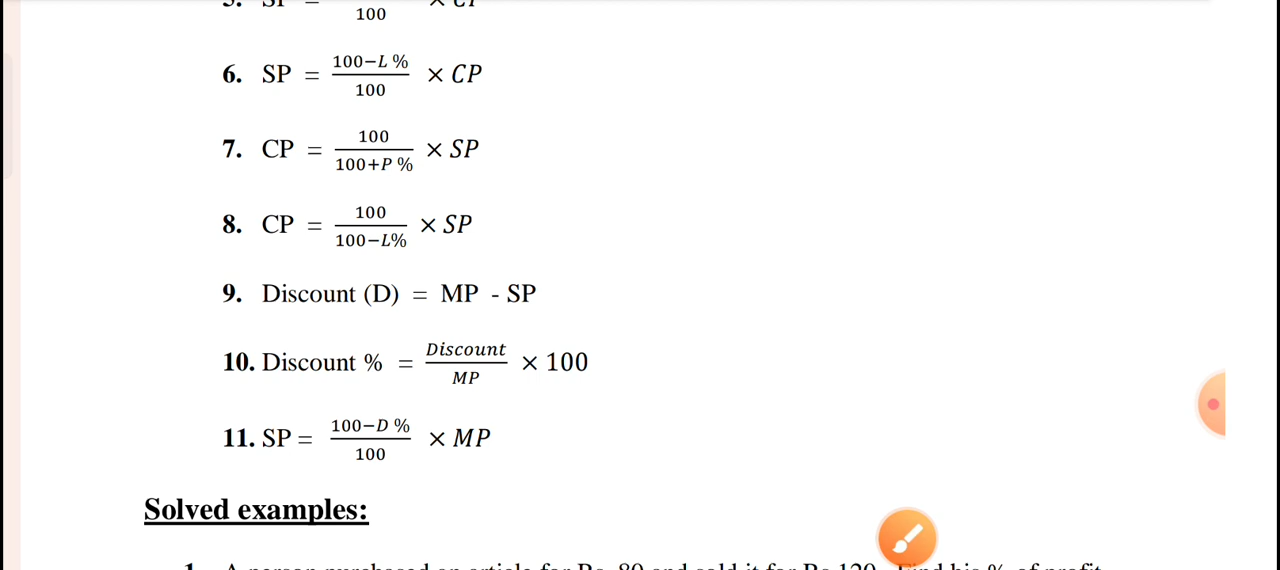 100
6. SP = 100−L % / 100 × CP
7. CP = 100 / 100+P % × SP
8. CP = 100 / 100−L% × SP
9. Discount (D) = MP - SP
10. Discount % = Discount / MP × 100
11. SP = 100−D % / 100 × MP
Solved examples: